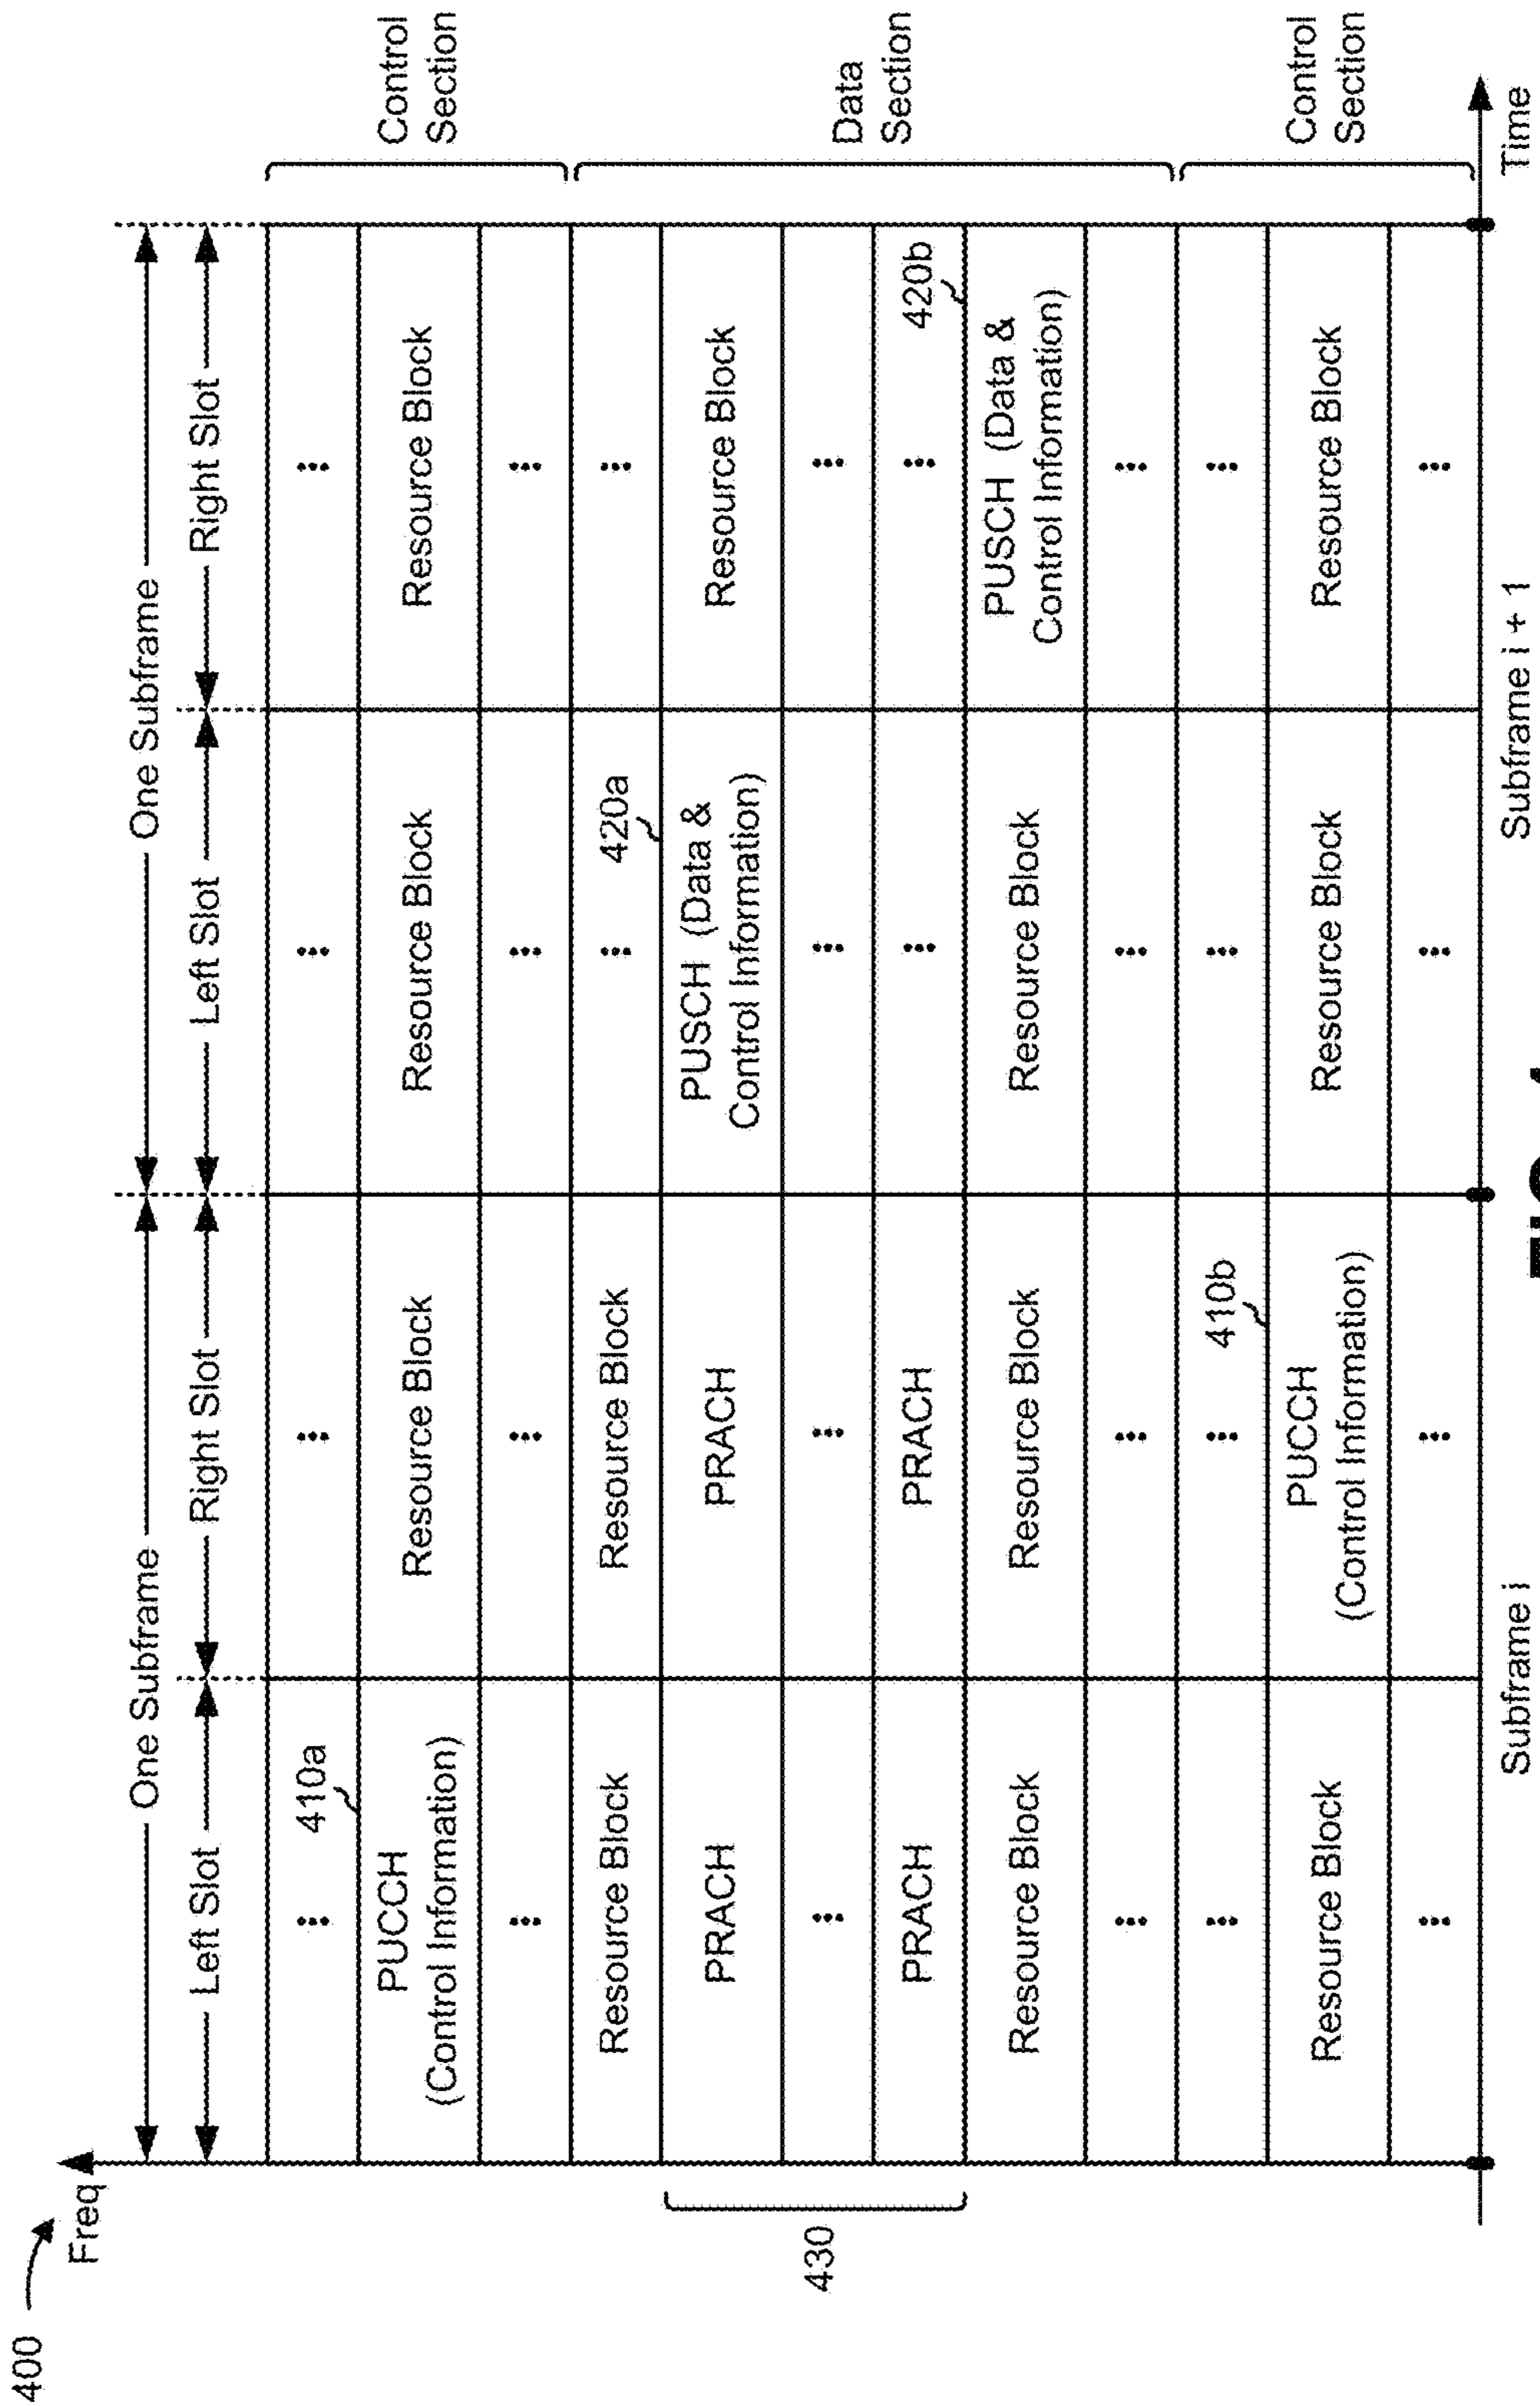 400
Freq
One Subframe
One Subframe
Left Slot
Right Slot
Left Slot
Right Slot
⋮ 410a
⋮
⋮
⋮
PUCCH
(Control Information)
Resource Block
Resource Block
Resource Block
⋮
⋮
⋮
⋮
Resource Block
Resource Block
⋮ 420a
⋮
PRACH
PRACH
PUSCH (Data &
Control Information)
Resource Block
⋮
⋮
⋮
⋮
PRACH
PRACH
⋮
⋮ 420b
Resource Block
Resource Block
Resource Block
PUSCH (Data &
Control Information)
⋮
⋮
⋮
⋮
⋮
⋮ 410b
⋮
⋮
Resource Block
PUCCH
(Control Information)
Resource Block
Resource Block
⋮
⋮
⋮
⋮
430
Control
Section
Data
Section
Control
Section
Subframe i
Subframe i + 1
Time